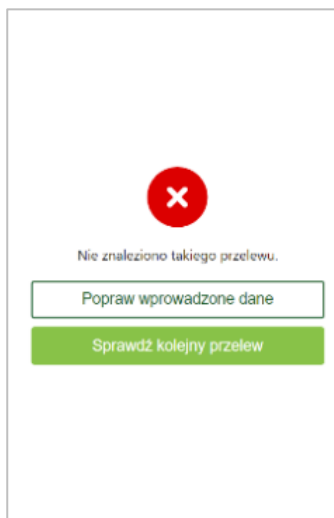 Nie znaleziono takiego przelewu.
Popraw wprowadzone dane
Sprawdź kolejny przelew